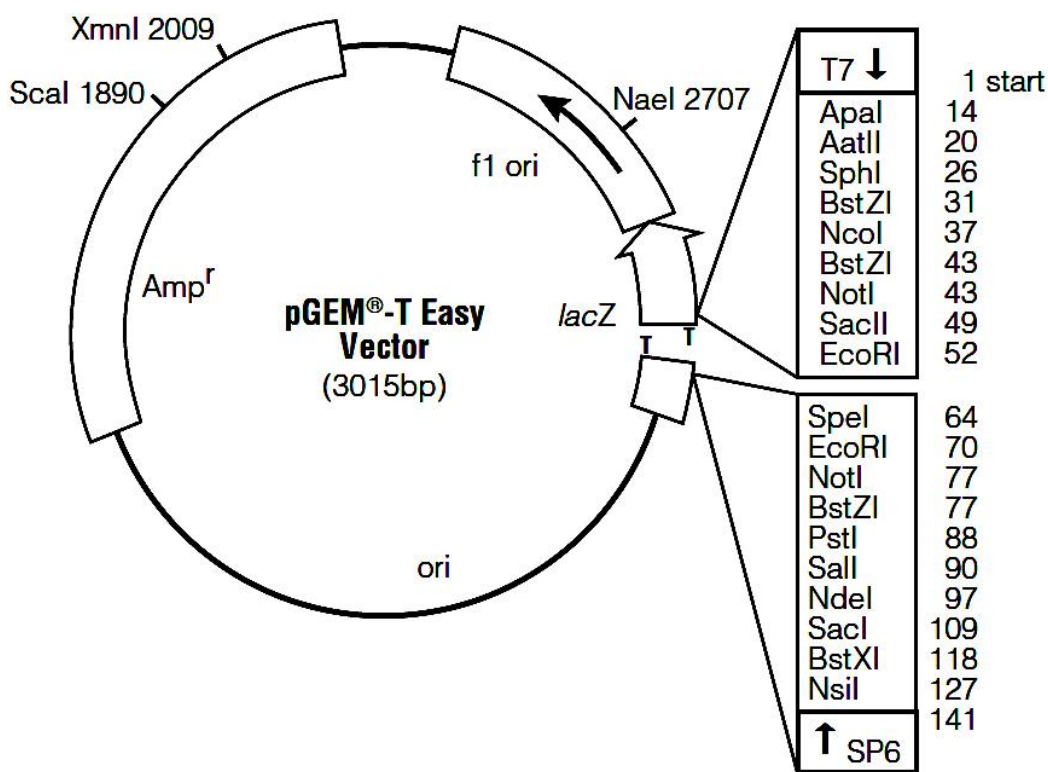 XmnI 2009
ScaI 1890
NaeI 2707
f1 ori
Ampr
pGEM®-T Easy
Vector
(3015bp)
lacZ
T T
ori
T7 ↓
1 start
ApaI 14
AatII 20
SphI 26
BstZI 31
NcoI 37
BstZI 43
NotI 43
SacII 49
EcoRI 52
SpeI 64
EcoRI 70
NotI 77
BstZI 77
PstI 88
SalI 90
NdeI 97
SacI 109
BstXI 118
NsiI 127
141
↑ SP6